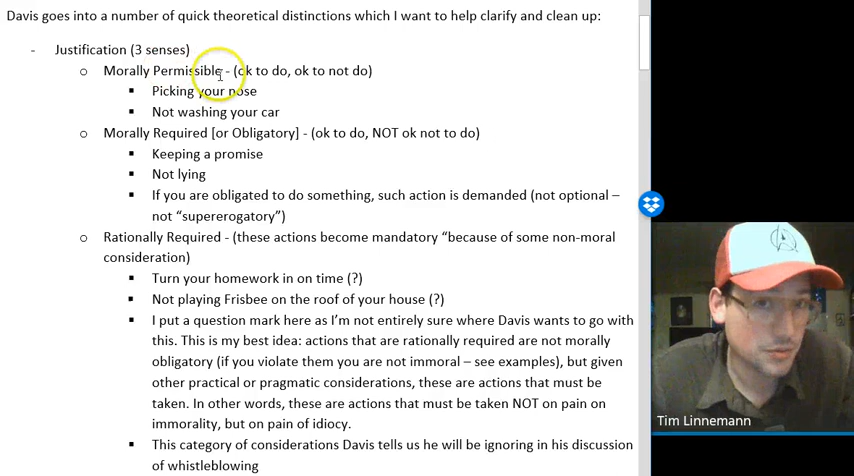 Davis goes into a number of quick theoretical distinctions which I want to help clarify and clean up:
- Justification (3 senses)
o Morally Permissible - (ok to do, ok to not do)
▪ Picking your nose
▪ Not washing your car
o Morally Required [or Obligatory] - (ok to do, NOT ok not to do)
▪ Keeping a promise
▪ Not lying
▪ If you are obligated to do something, such action is demanded (not optional –
not “supererogatory”)
o Rationally Required - (these actions become mandatory “because of some non-moral
consideration)
▪ Turn your homework in on time (?)
▪ Not playing Frisbee on the roof of your house (?)
▪ I put a question mark here as I’m not entirely sure where Davis wants to go with
this. This is my best idea: actions that are rationally required are not morally
obligatory (if you violate them you are not immoral – see examples), but given
other practical or pragmatic considerations, these are actions that must be
taken. In other words, these are actions that must be taken NOT on pain on
immorality, but on pain of idiocy.
▪ This category of considerations Davis tells us he will be ignoring in his discussion
of whistleblowing
Tim Linnemann